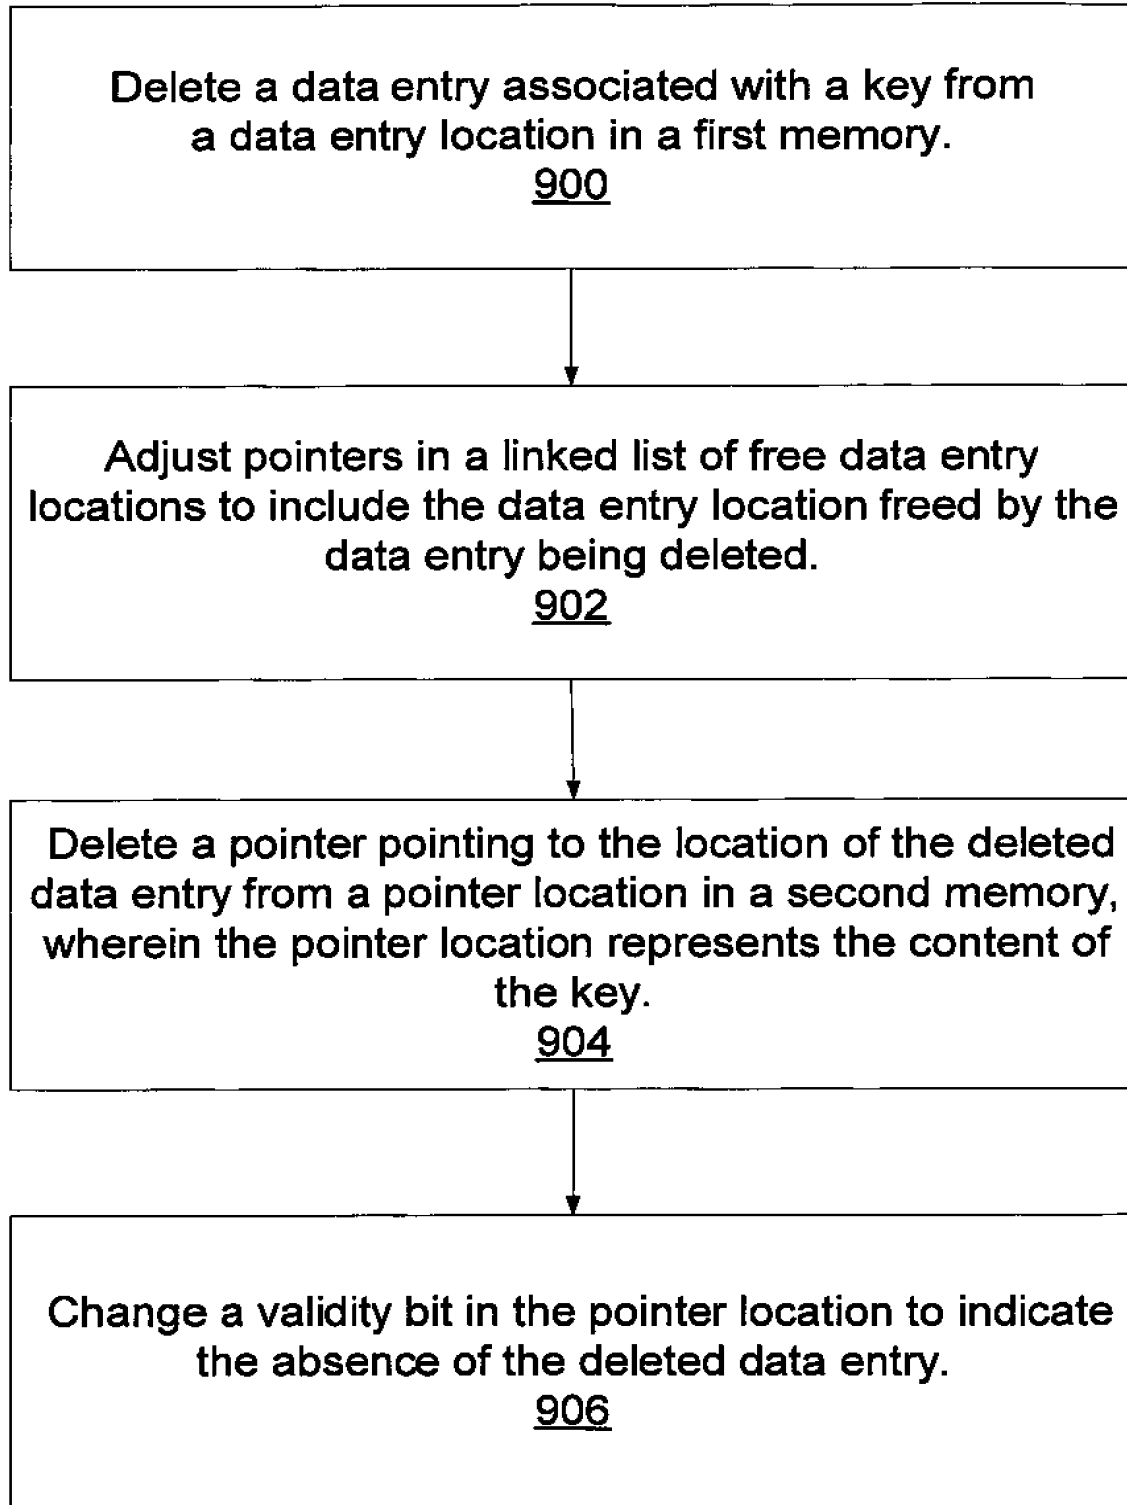 Delete a data entry associated with a key from
a data entry location in a first memory.
900
Adjust pointers in a linked list of free data entry
locations to include the data entry location freed by the
data entry being deleted.
902
Delete a pointer pointing to the location of the deleted
data entry from a pointer location in a second memory,
wherein the pointer location represents the content of
the key.
904
Change a validity bit in the pointer location to indicate
the absence of the deleted data entry.
906